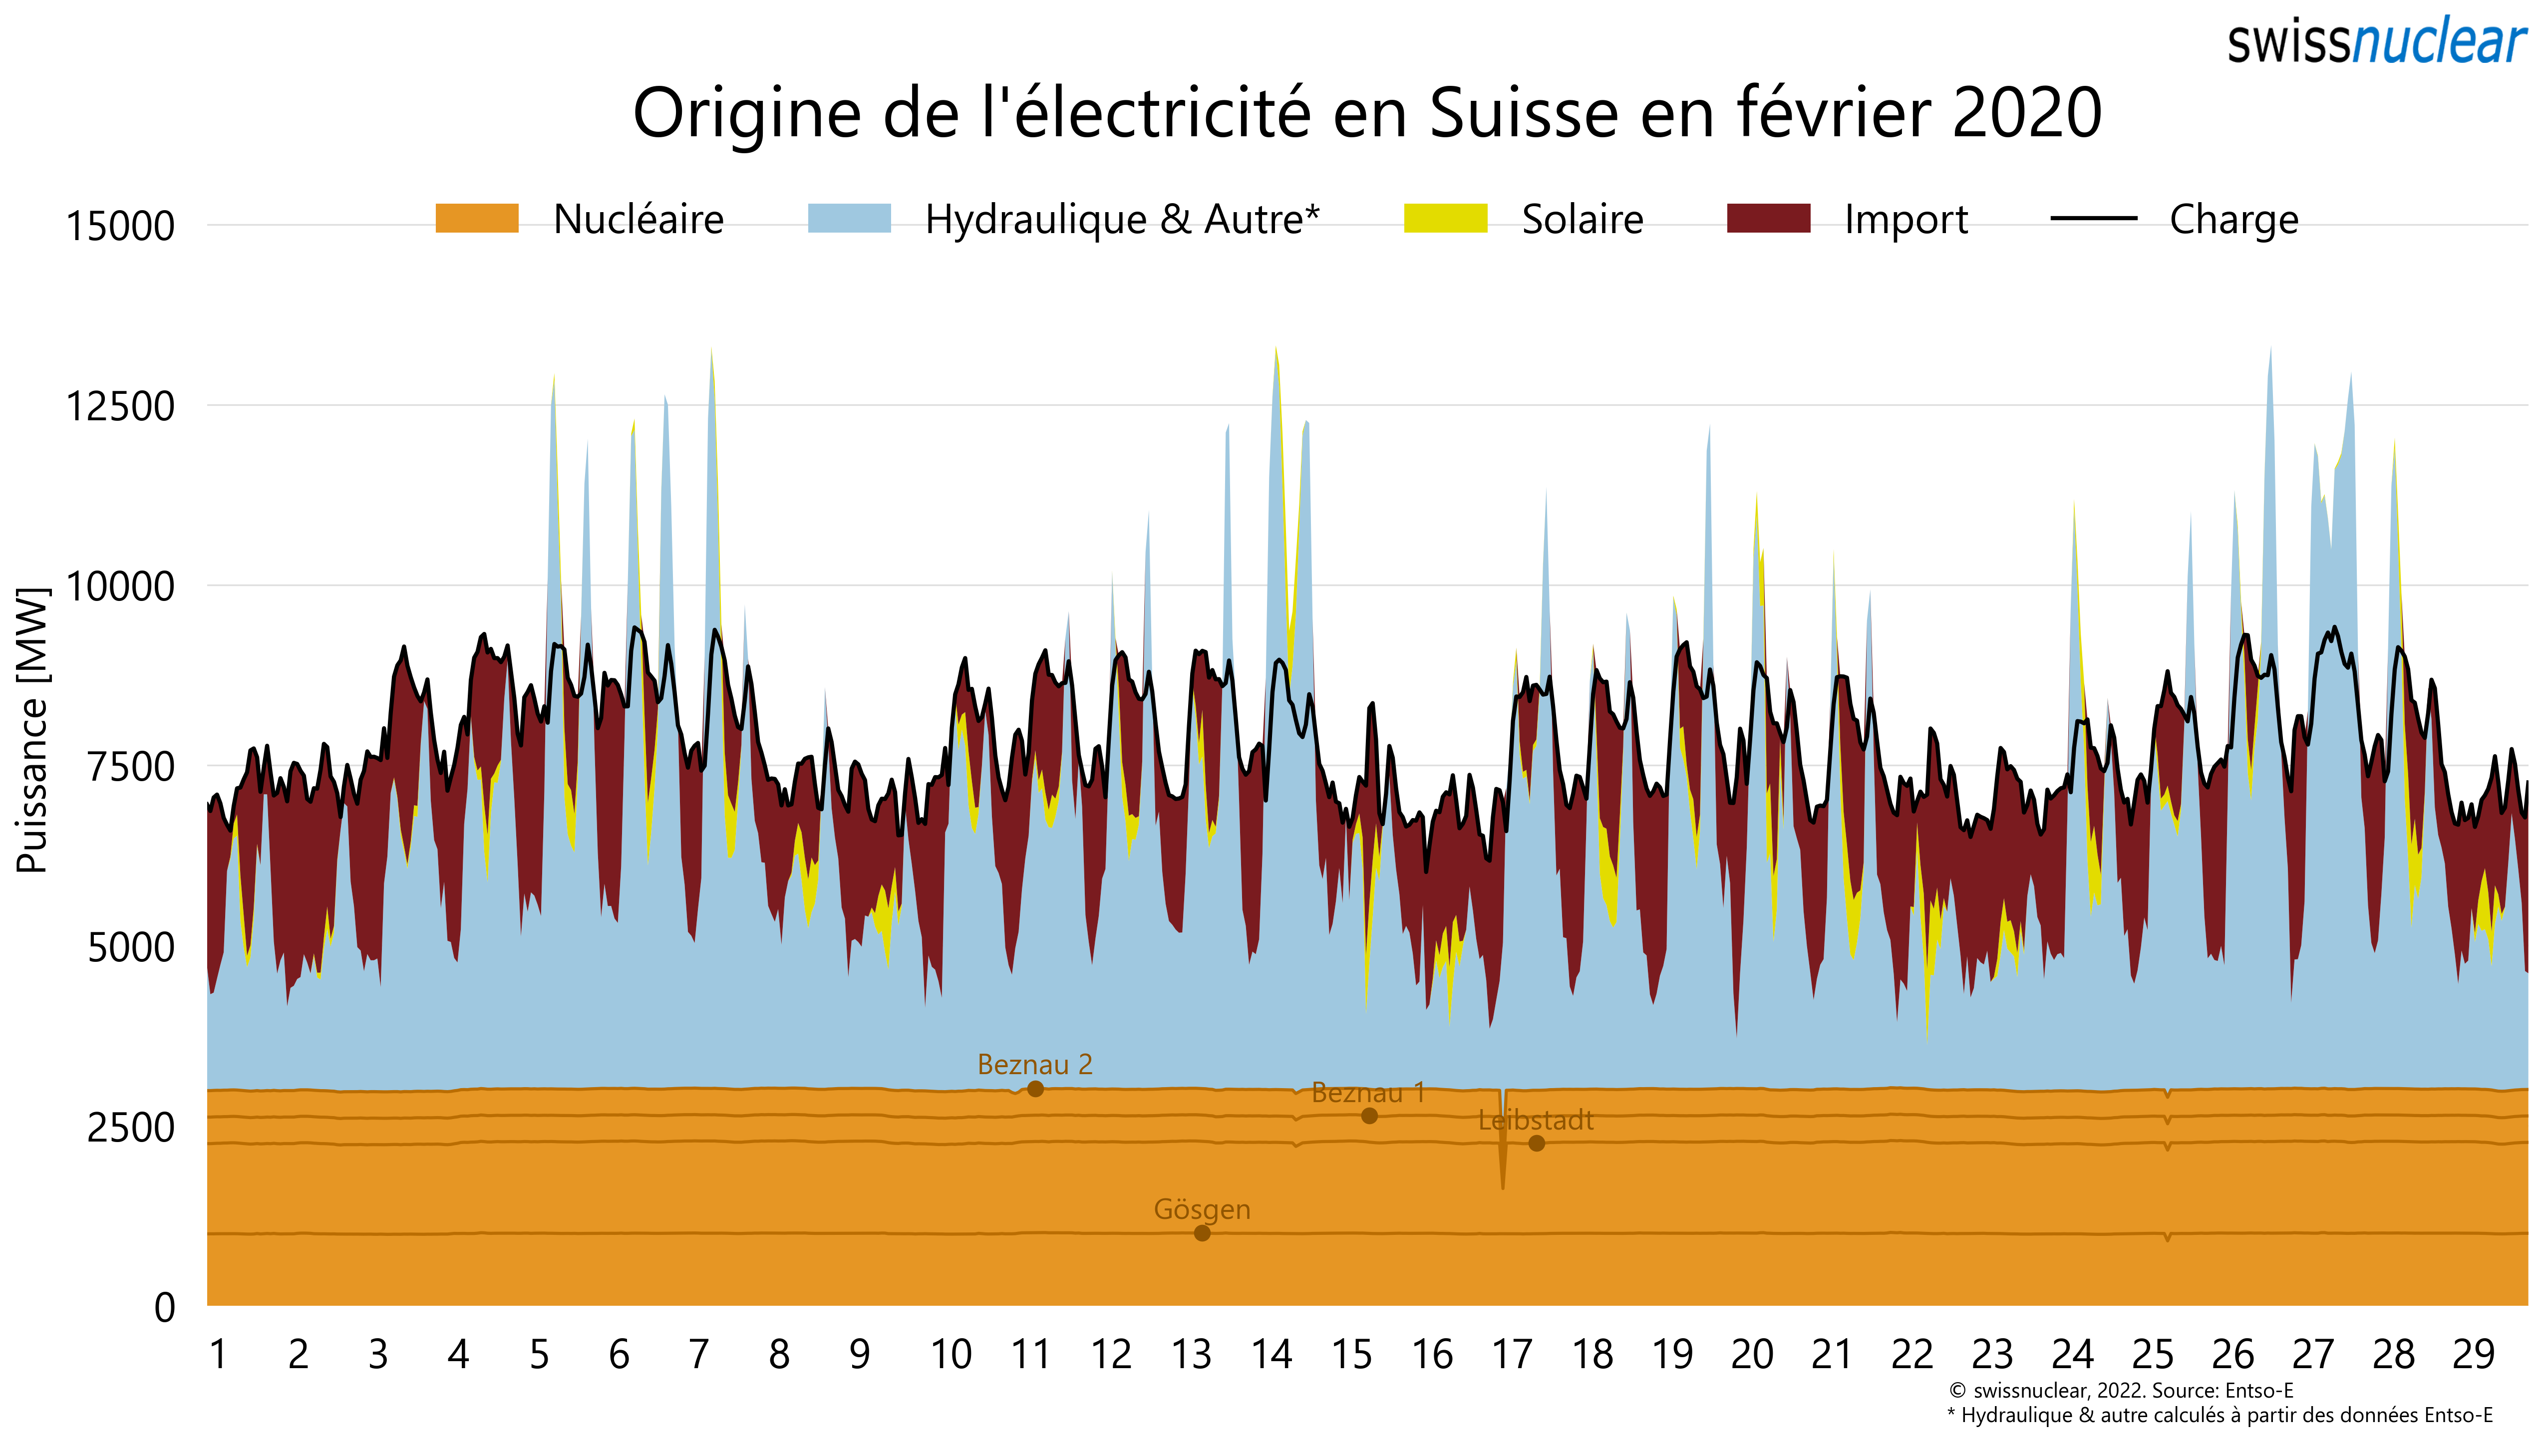 swissnuclear
Origine de l'électricité en Suisse en février 2020
Nucléaire Hydraulique & Autre* Solaire Import Charge
Puissance [MW]
15000
12500
10000
7500
5000
2500
0
Beznau 2
Beznau 1
Leibstadt
Gösgen
1 2 3 4 5 6 7 8 9 10 11 12 13 14 15 16 17 18 19 20 21 22 23 24 25 26 27 28 29
© swissnuclear, 2022. Source: Entso-E
* Hydraulique & autre calculés à partir des données Entso-E